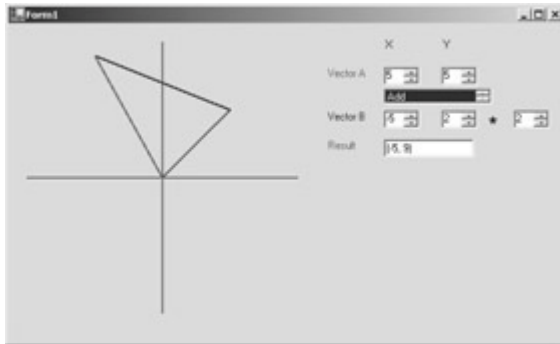 Form1
X Y
Vector A 5 5
Add
Vector B -5 2 * 2
Result (-5, 9)